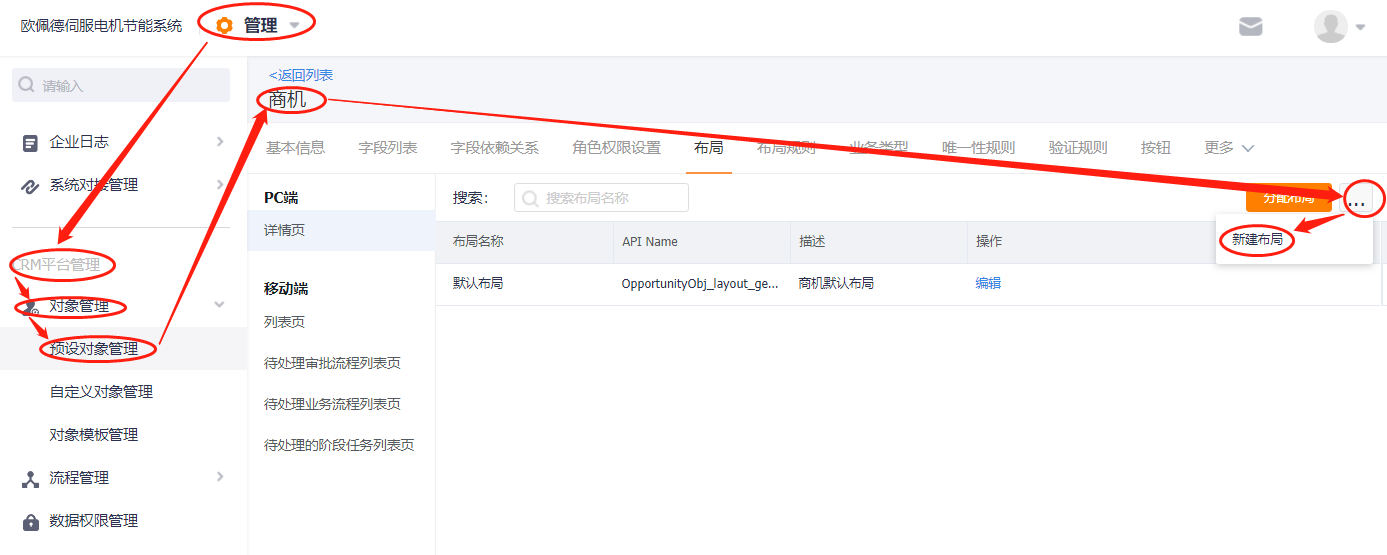 欧佩德伺服电机节能系统
管理
请输入
企业日志
系统对接管理
CRM平台管理
对象管理
预设对象管理
自定义对象管理
对象模板管理
流程管理
数据权限管理
<返回列表
商机
基本信息 字段列表 字段依赖关系 角色权限设置 布局 布局规则 业务类型 唯一性规则 验证规则 按钮 更多
PC端
详情页
移动端
列表页
待处理审批流程列表页
待处理业务流程列表页
待处理的阶段任务列表页
搜索： 搜索布局名称 分配布局 ...
新建布局
布局名称 API Name 描述 操作
默认布局 OpportunityObj_layout_ge... 商机默认布局 编辑